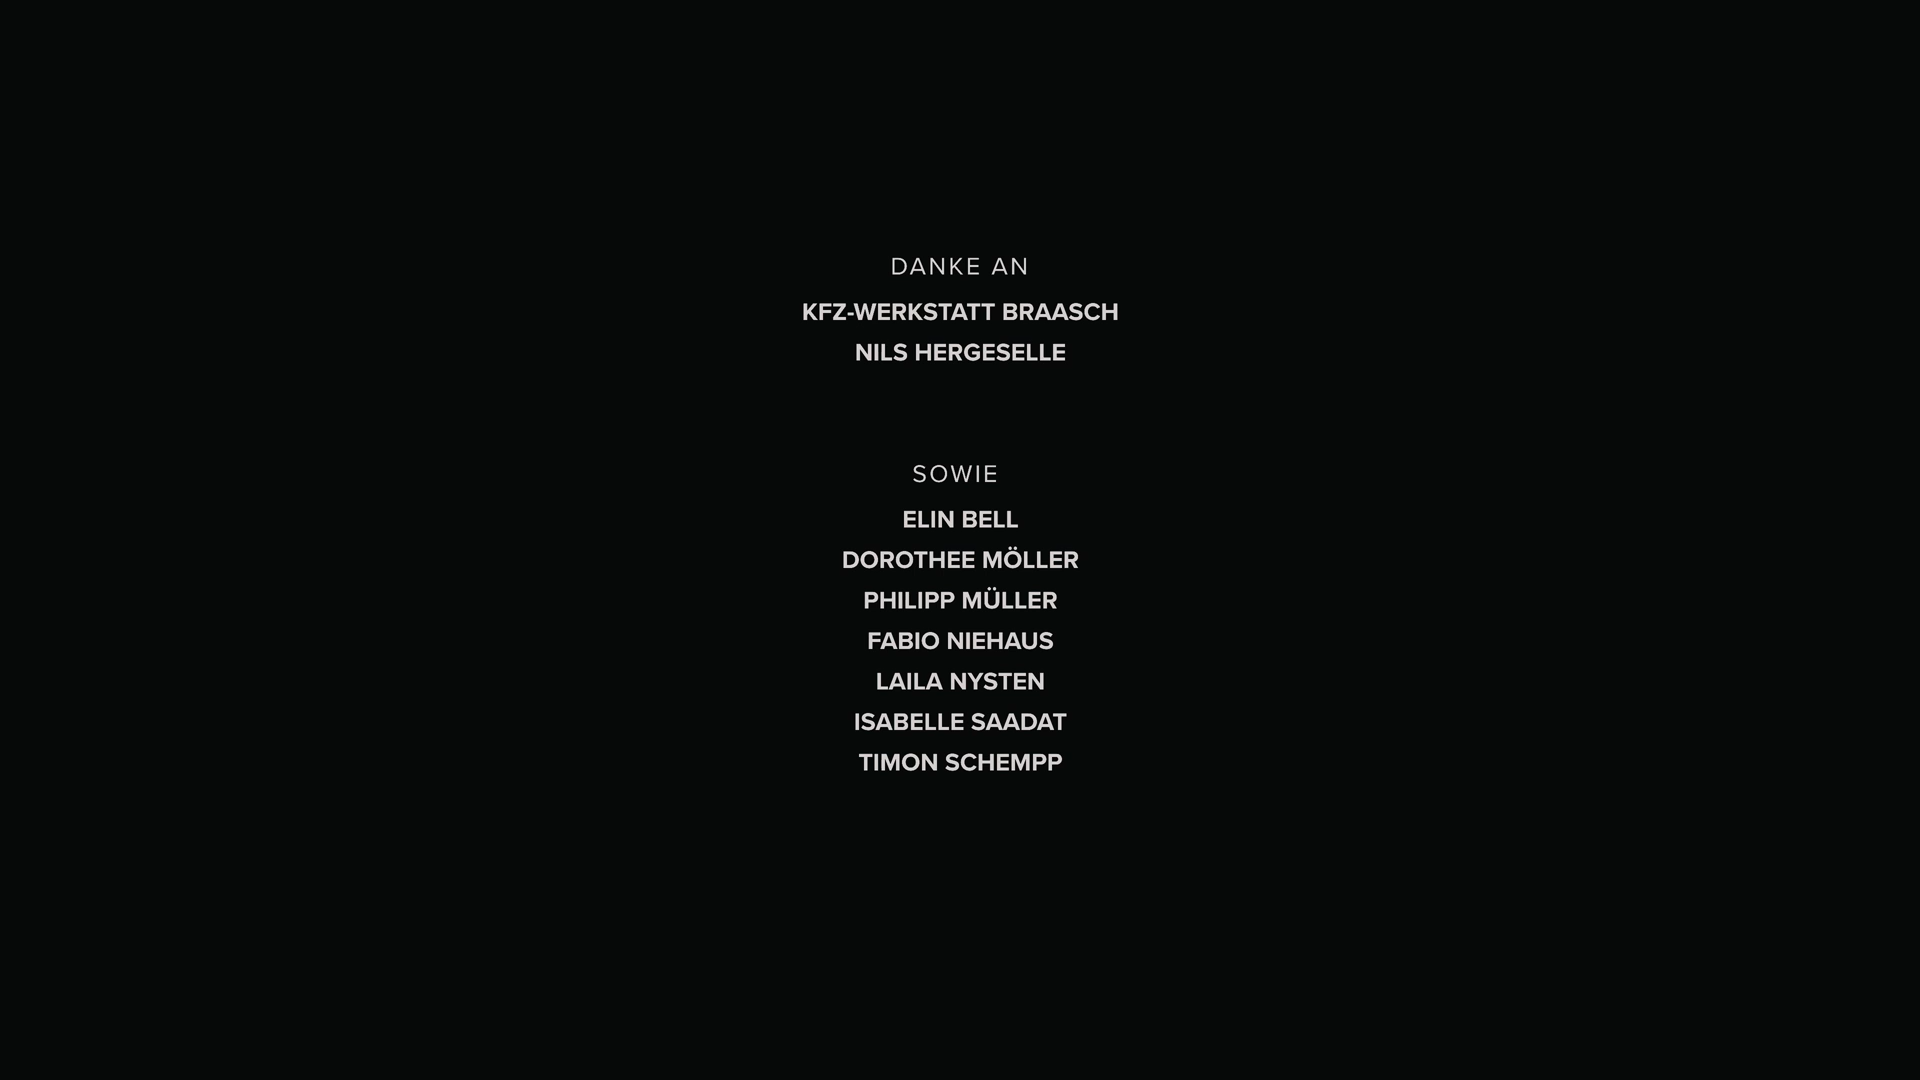 DANKE AN
KFZ-WERKSTATT BRAASCH
NILS HERGESELLE
SOWIE
ELIN BELL
DOROTHEE MÖLLER
PHILIPP MÜLLER
FABIO NIEHAUS
LAILA NYSTEN
ISABELLE SAADAT
TIMON SCHEMPP